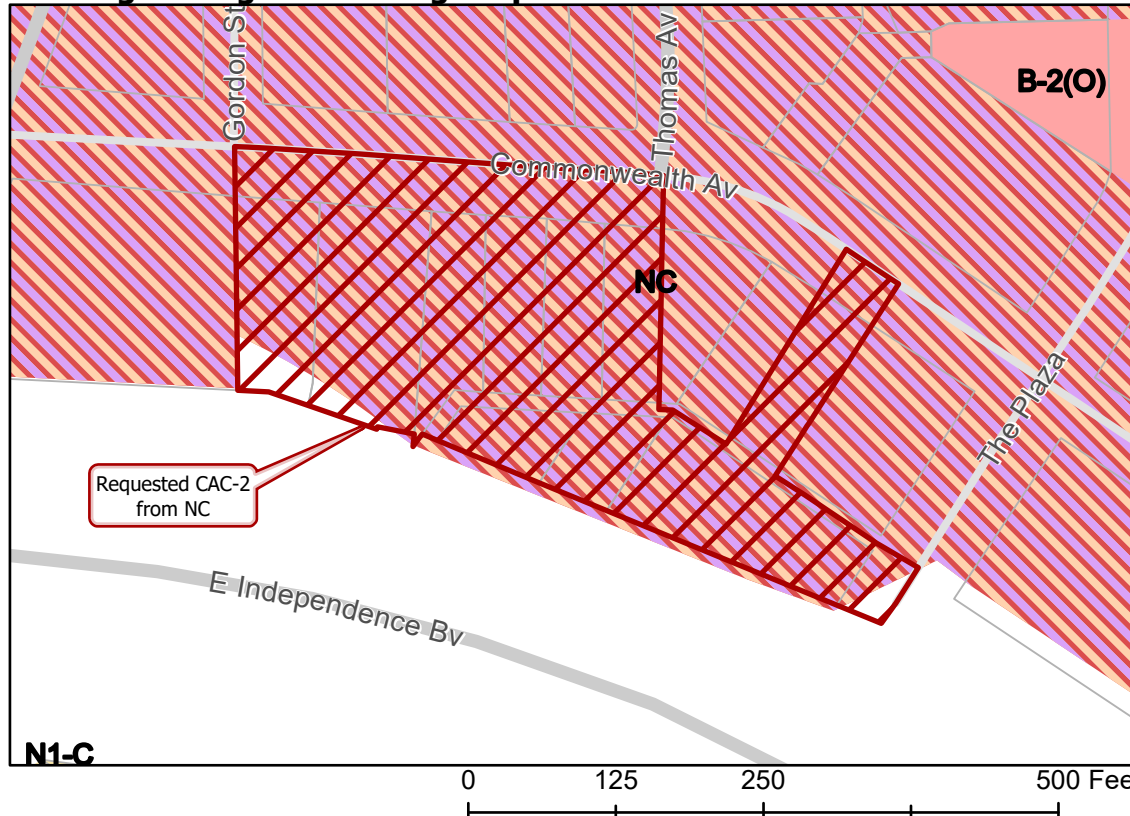 Gordon St
Thomas Av
B-2(O)
Commonwealth Av
NC
The Plaza
Requested CAC-2
from NC
E Independence Bv
N1-C
0
125
250
500 Fee